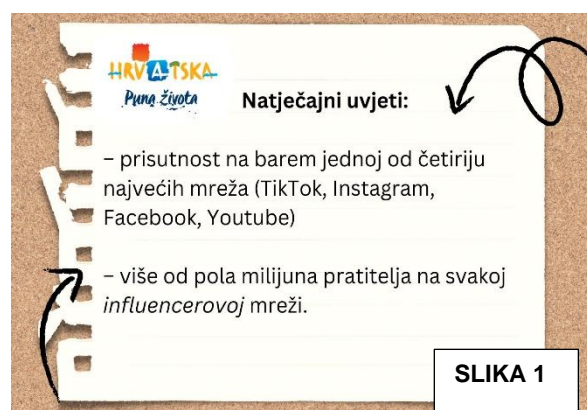 HRVATSKA
Puna života
Natječajni uvjeti:
– prisutnost na barem jednoj od četiriju
najvećih mreža (TikTok, Instagram,
Facebook, Youtube)
– više od pola milijuna pratitelja na svakoj
influencerovoj mreži.
SLIKA 1